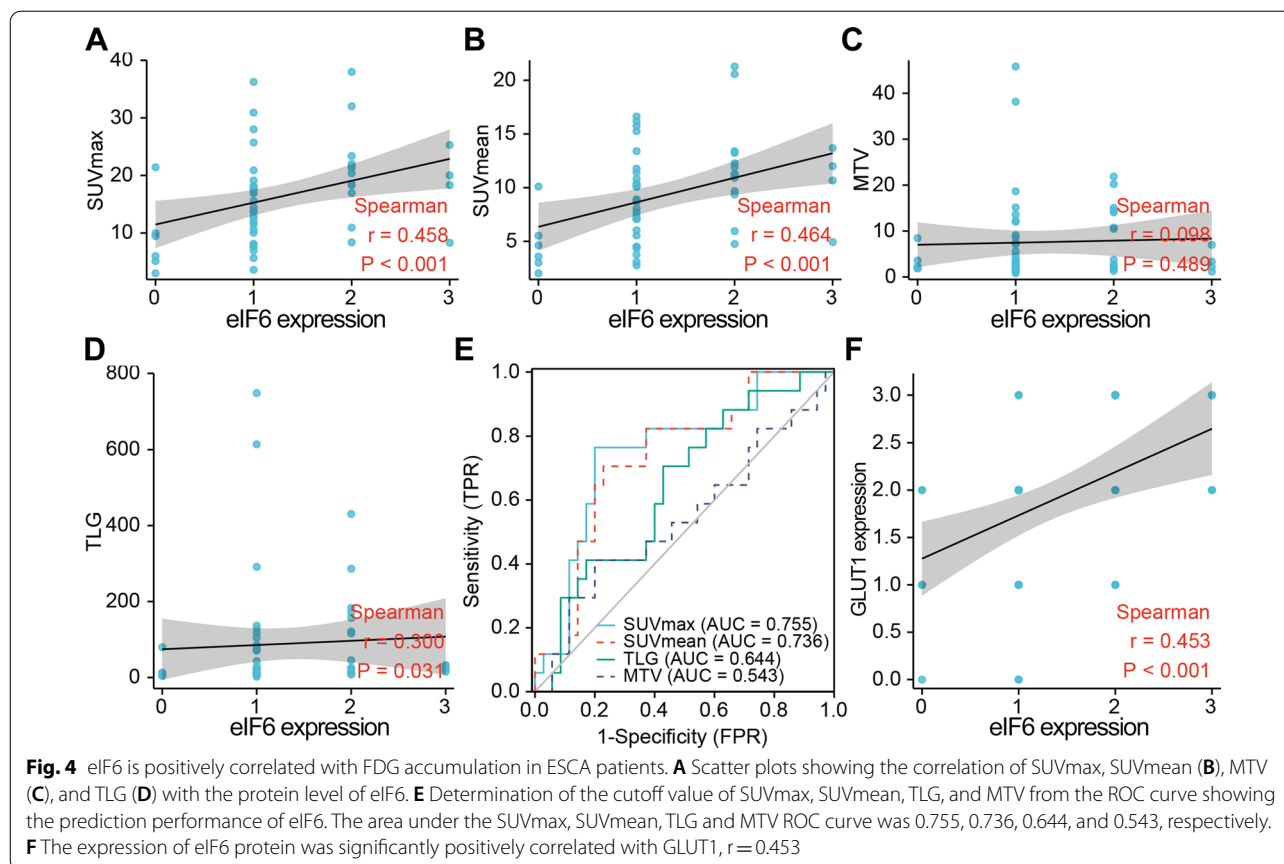 A
SUVmax
40
30
20
10
0 1 2 3
eIF6 expression
Spearman
r = 0.458
P < 0.001
B
SUVmean
20
15
10
5
0 1 2 3
eIF6 expression
Spearman
r = 0.464
P < 0.001
C
MTV
40
30
20
10
0
0 1 2 3
eIF6 expression
Spearman
r = 0.098
P = 0.489
D
TLG
800
600
400
200
0
0 1 2 3
eIF6 expression
Spearman
r = 0.300
P = 0.031
E
Sensitivity (TPR)
1.0
0.8
0.6
0.4
0.2
0.0
0.0 0.2 0.4 0.6 0.8 1.0
1-Specificity (FPR)
SUVmax (AUC = 0.755)
SUVmean (AUC = 0.736)
TLG (AUC = 0.644)
MTV (AUC = 0.543)
F
GLUT1 expression
3.0
2.5
2.0
1.5
1.0
0.5
0.0
0 1 2 3
eIF6 expression
Spearman
r = 0.453
P < 0.001
Fig. 4 eIF6 is positively correlated with FDG accumulation in ESCA patients. A Scatter plots showing the correlation of SUVmax, SUVmean (B), MTV
(C), and TLG (D) with the protein level of eIF6. E Determination of the cutoff value of SUVmax, SUVmean, TLG, and MTV from the ROC curve showing
the prediction performance of eIF6. The area under the SUVmax, SUVmean, TLG and MTV ROC curve was 0.755, 0.736, 0.644, and 0.543, respectively.
F The expression of eIF6 protein was significantly positively correlated with GLUT1, r = 0.453